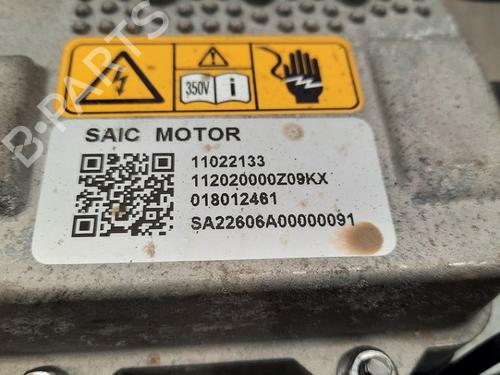 350V i
SAIC MOTOR
11022133
112020000Z09KX
018012461
SA22606A00000091
B-PARTS